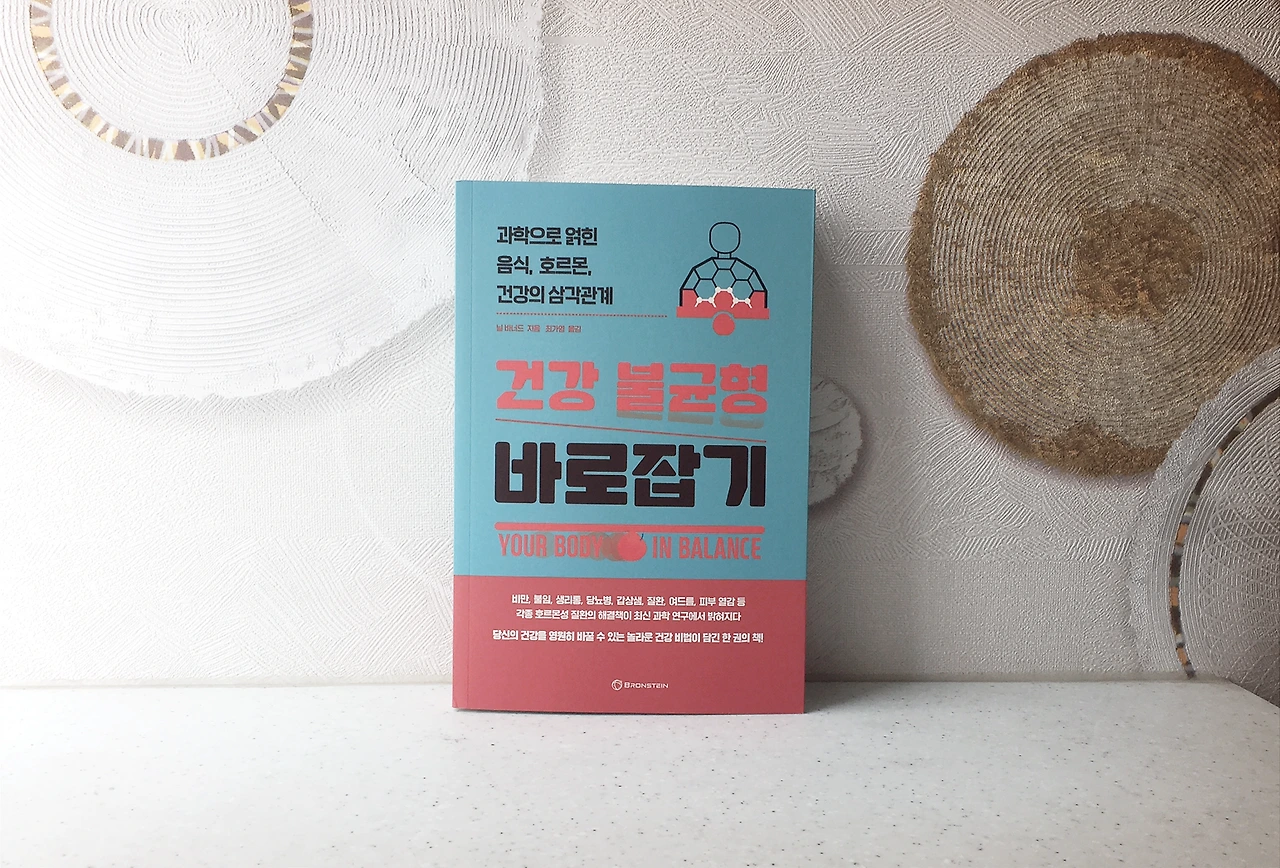 과학으로 얽힌
음식, 호르몬,
건강의 삼각관계
닐 바너드 지음 최가영 옮김
건강 불균형
바로잡기
YOUR BODY IN BALANCE
비만, 불임, 생리통, 당뇨병, 갑상샘, 질환, 여드름, 피부 열감 등
각종 호르몬성 질환의 해결책이 최신 과학 연구에서 밝혀지다
당신의 건강을 영원히 바꿀 수 있는 놀라운 건강 비법이 담긴 한 권의 책!
BRONSTEIN